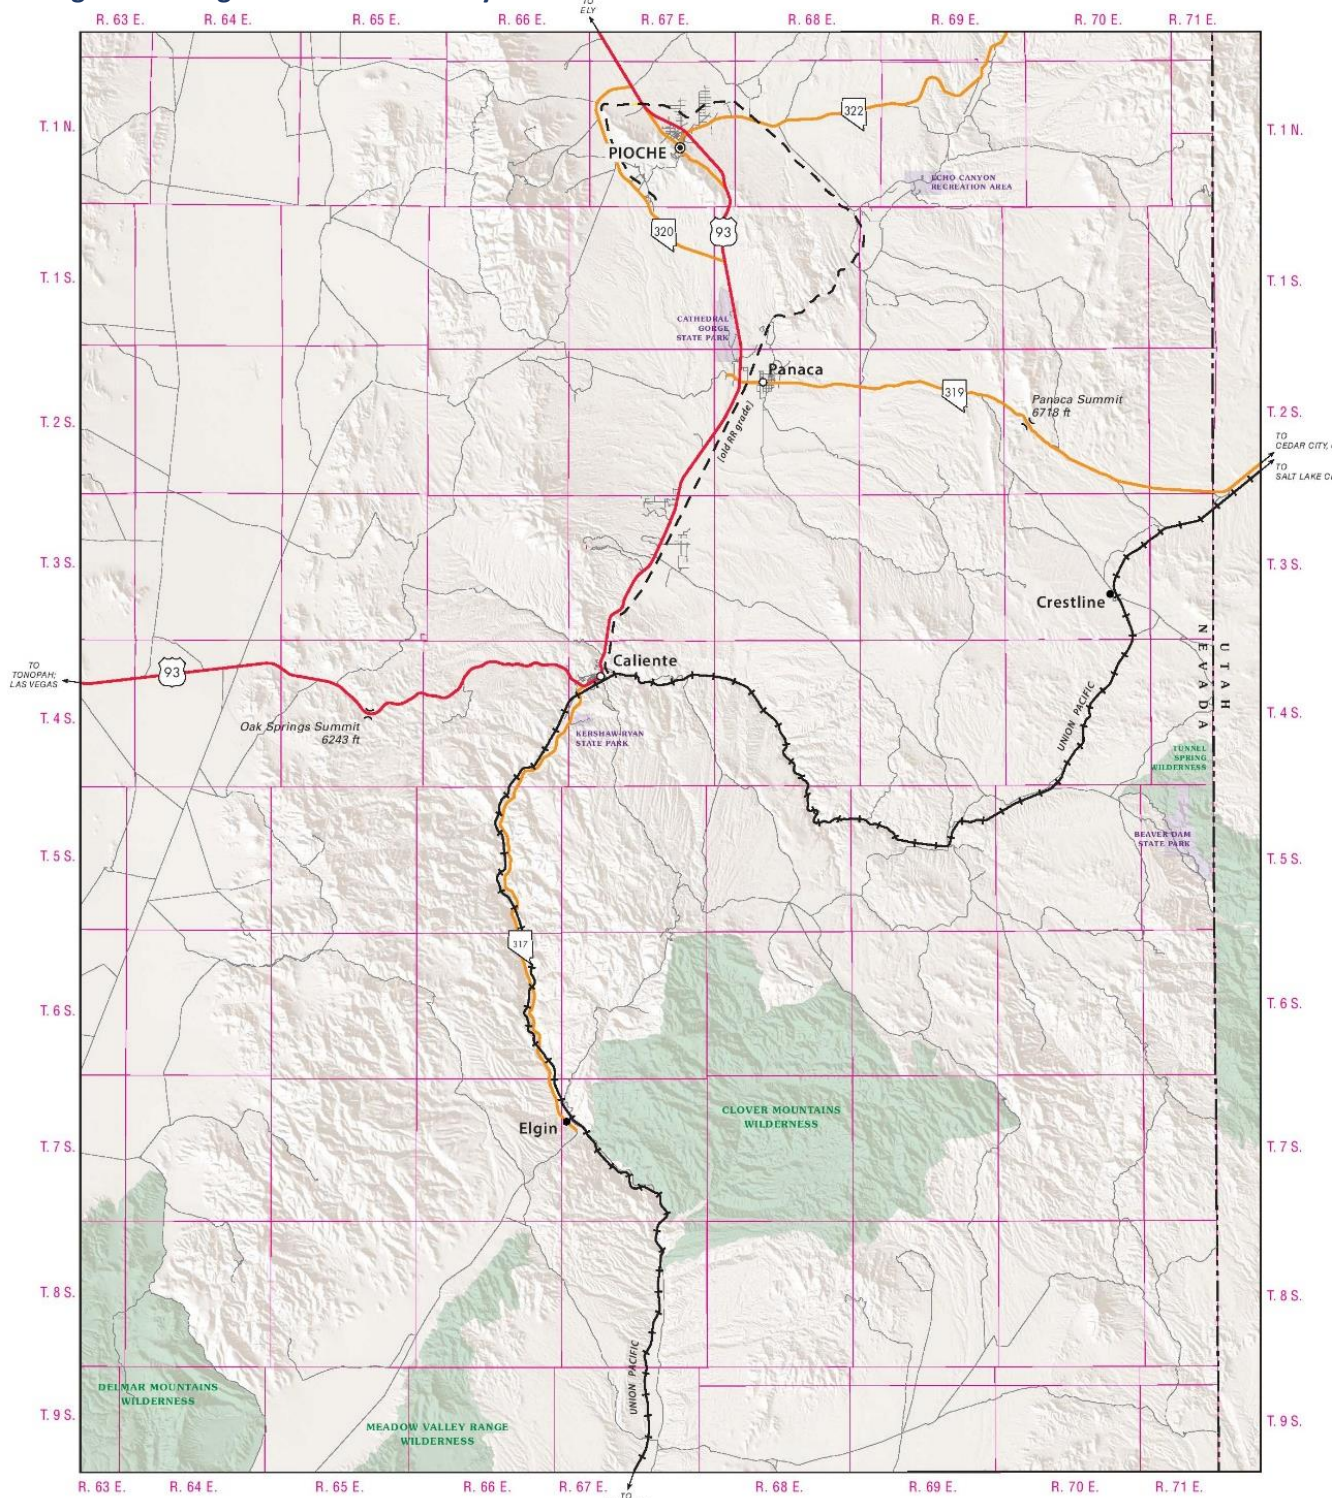 TO
ELY
R. 63 E.
R. 64 E.
R. 65 E.
R. 66 E.
R. 67 E.
R. 68 E.
R. 69 E.
R. 70 E.
R. 71 E.
T. 1 N.
322
T. 1 N.
PIOCHE
ECHO CANYON
RECREATION AREA
320
93
T. 1 S.
T. 1 S.
CATHEDRAL
GORGE
STATE PARK
Panaca
319
Panaca Summit
6718 ft
T. 2 S.
T. 2 S.
[old RR grade]
TO
CEDAR CITY,
TO
SALT LAKE
T. 3 S.
T. 3 S.
Crestline
NEVADA
UTAH
TO
TONOPAH;
LAS VEGAS
93
Caliente
T. 4 S.
T. 4 S.
Oak Springs Summit
6243 ft
KERSHAW-RYAN
STATE PARK
UNION PACIFIC
TUNNEL
SPRING
WILDERNESS
BEAVER DAM
STATE PARK
T. 5 S.
T. 5 S.
317
T. 6 S.
T. 6 S.
CLOVER MOUNTAINS
WILDERNESS
Elgin
T. 7 S.
T. 7 S.
T. 8 S.
T. 8 S.
UNION PACIFIC
DELMAR MOUNTAINS
WILDERNESS
MEADOW VALLEY RANGE
WILDERNESS
T. 9 S.
T. 9 S.
R. 63 E.
R. 64 E.
R. 65 E.
R. 66 E.
R. 67 E.
R. 68 E.
R. 69 E.
R. 70 E.
R. 71 E.
TO